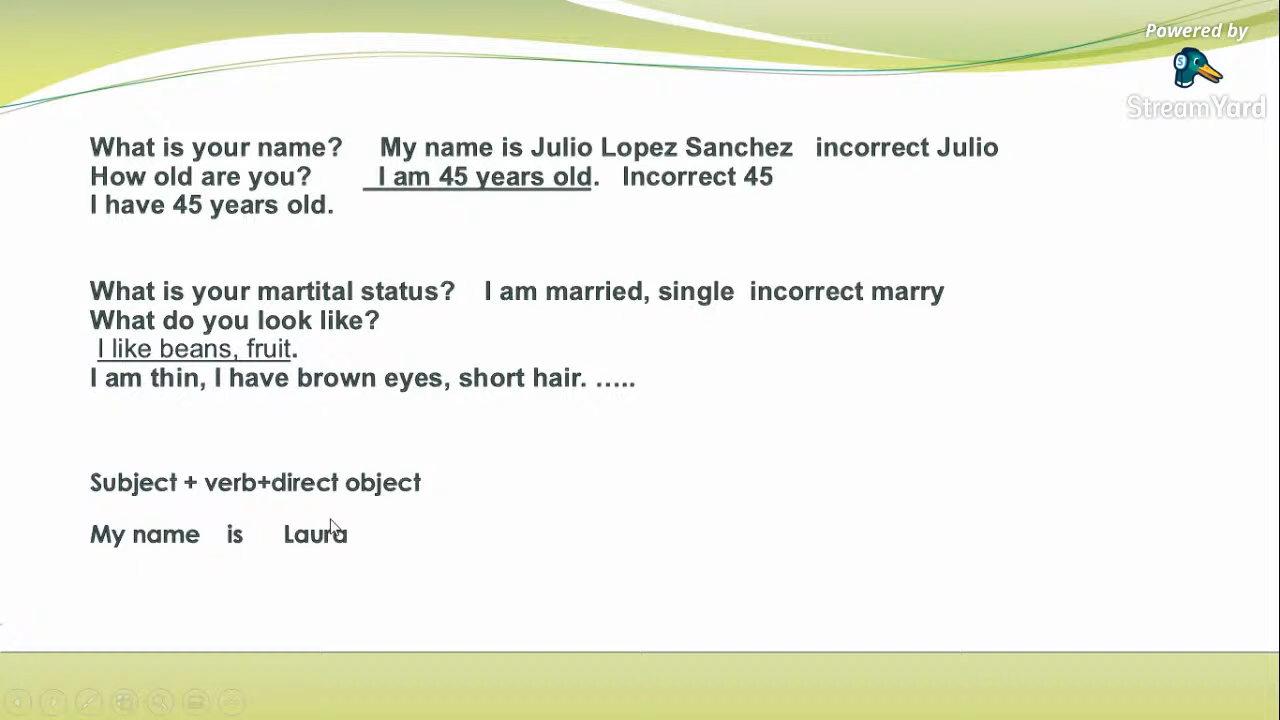 Powered by
StreamYard
What is your name? My name is Julio Lopez Sanchez incorrect Julio
How old are you? I am 45 years old. Incorrect 45
I have 45 years old.
What is your martital status? I am married, single incorrect marry
What do you look like?
I like beans, fruit.
I am thin, I have brown eyes, short hair. …..
Subject + verb+direct object
My name is Laura